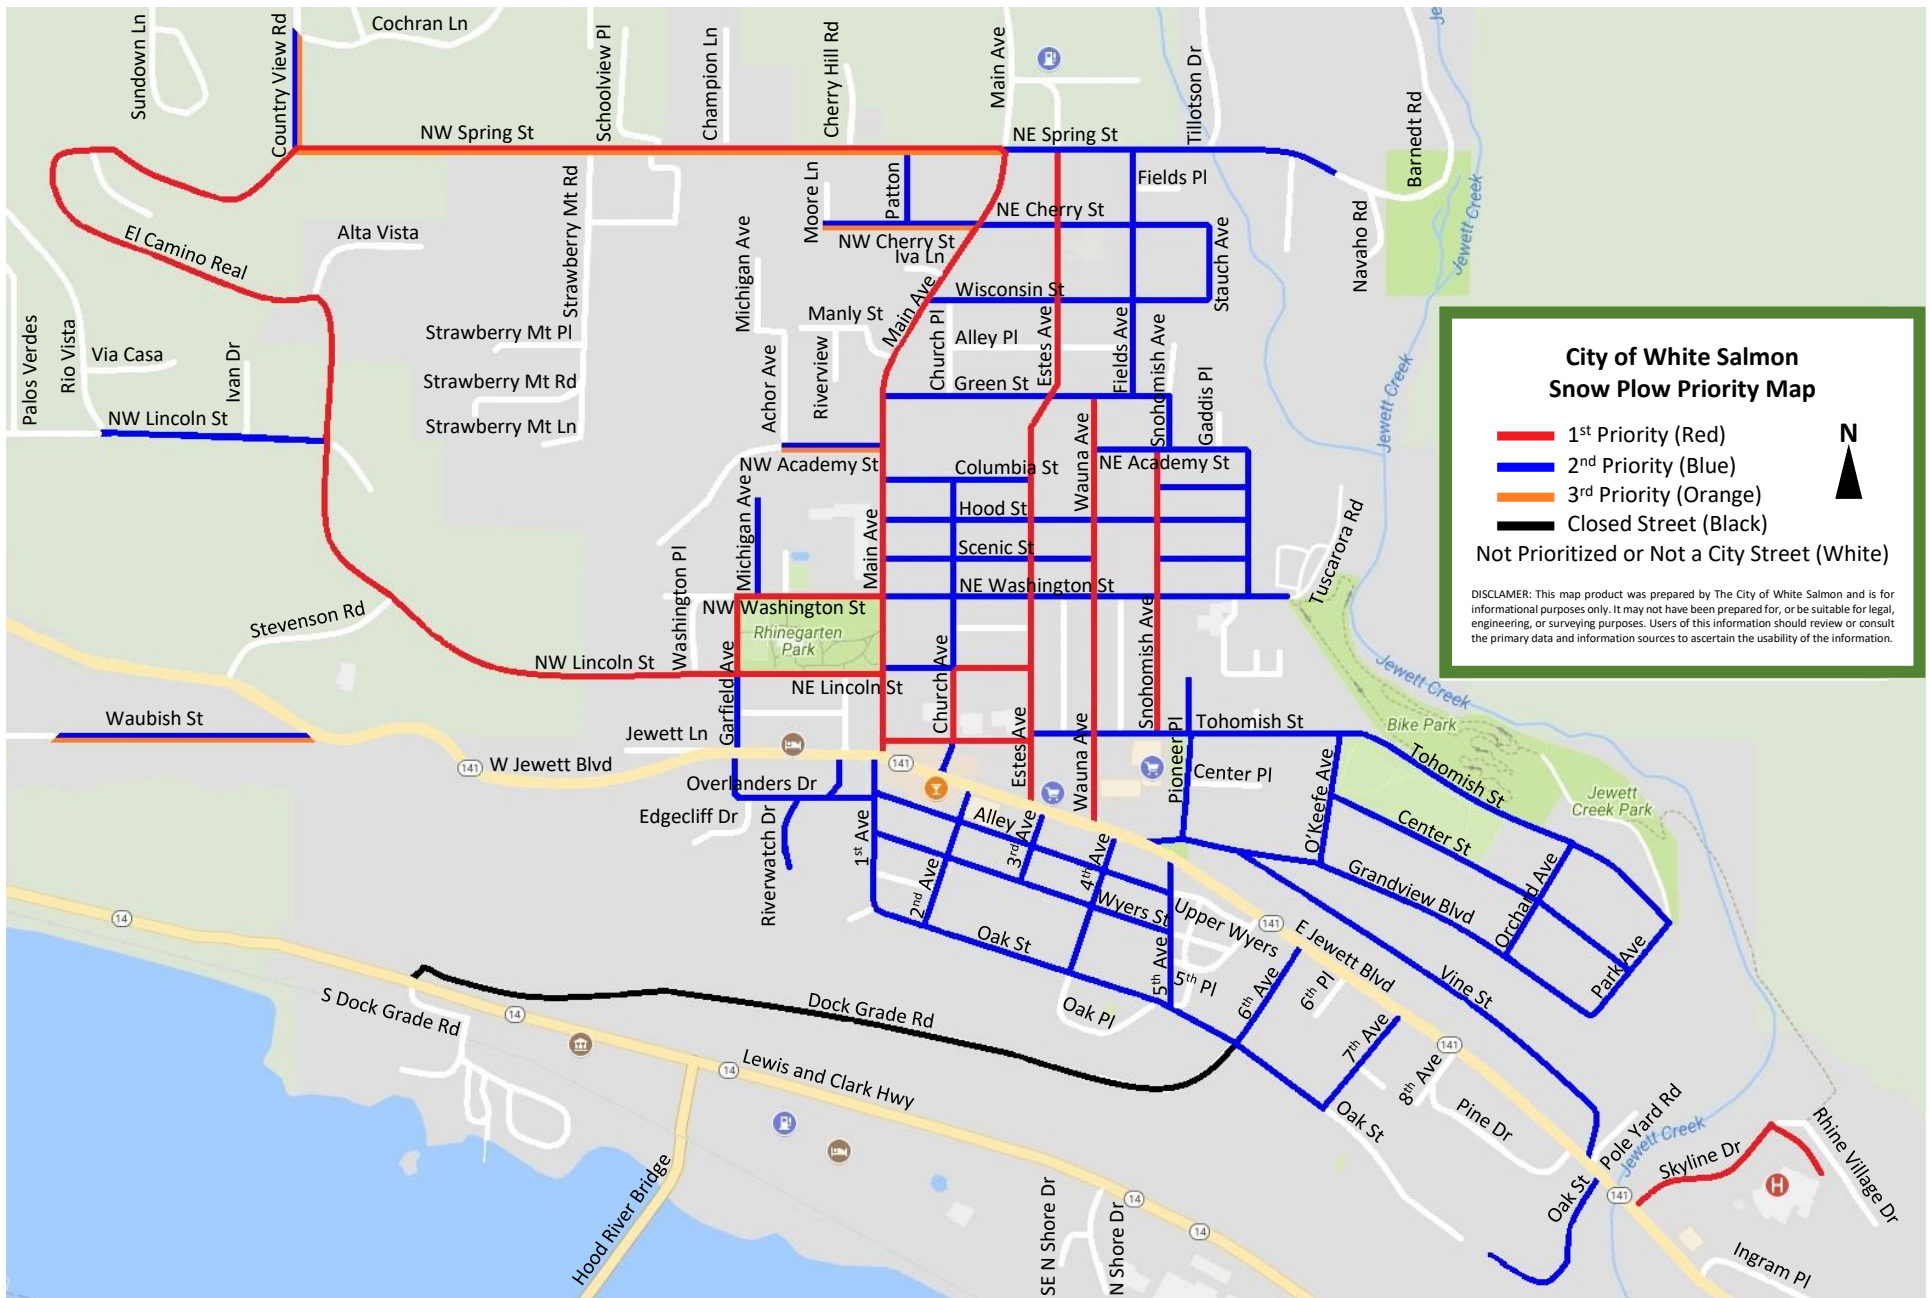 Sundown Ln
Country View Rd
Cochran Ln
Schoolview Pl
Champion Ln
Cherry Hill Rd
Main Ave
Tillotson Dr
Barnedt Rd
Je
NW Spring St
NE Spring St
Fields Pl
Strawberry Mt Rd
Moore Ln
Patton
NE Cherry St
NW Cherry St
Iva Ln
Stauch Ave
Navaho Rd
Jewett Creek
El Camino Real
Alta Vista
Michigan Ave
Main Ave
Wisconsin St
Palos Verdes
Rio Vista
Via Casa
Ivan Dr
Strawberry Mt Pl
Manly St
Church Pl
Alley Pl
Estes Ave
Fields Ave
Snohomish Ave
Jewett Creek
Strawberry Mt Rd
Achor Ave
Riverview
Green St
Gaddis Pl
NW Lincoln St
Strawberry Mt Ln
NW Academy St
Columbia St
Wauna Ave
NE Academy St
City of White Salmon
Snow Plow Priority Map
1st Priority (Red)
2nd Priority (Blue)
3rd Priority (Orange)
Closed Street (Black)
Not Prioritized or Not a City Street (White)
N
DISCLAMER: This map product was prepared by The City of White Salmon and is for
informational purposes only. It may not have been prepared for, or be suitable for legal,
engineering, or surveying purposes. Users of this information should review or consult
the primary data and information sources to ascertain the usability of the information.
Michigan Ave
Main Ave
Hood St
Scenic St
NE Washington St
Tuscarora Rd
Washington Pl
NW Washington St
Rhinegarten
Park
Stevenson Rd
NW Lincoln St
Garfield Ave
NE Lincoln St
Church Ave
Snohomish Ave
Jewett Creek
Waubish St
Jewett Ln
141
W Jewett Blvd
141
Estes Ave
Wauna Ave
Pioneer Pl
Tohomish St
Center Pl
O'Keefe Ave
Bike Park
Tohomish St
Jewett
Creek Park
Overlanders Dr
Edgecliff Dr
Riverwatch Dr
1st Ave
Alley
2nd Ave
3rd Ave
4th Ave
Wyers St
Upper Wyers
Center St
Grandview Blvd
Orchard Ave
Park Ave
14
Oak St
5th Ave
5th Pl
141
E Jewett Blvd
Vine St
6th Ave
6th Pl
S Dock Grade Rd
14
Dock Grade Rd
Oak Pl
7th Ave
141
8th Ave
14
Lewis and Clark Hwy
Oak St
Pine Dr
Pole Yard Rd
Jewett Creek
Skyline Dr
H
Rhine Village Dr
Hood River Bridge
SE N Shore Dr
N Shore Dr
14
14
Oak St
141
Ingram Pl